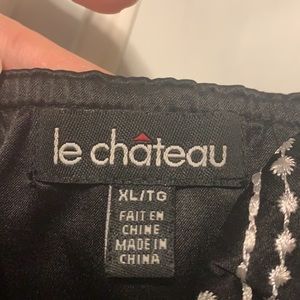 le château
XL/TG
FAIT EN
CHINE
MADE IN
CHINA